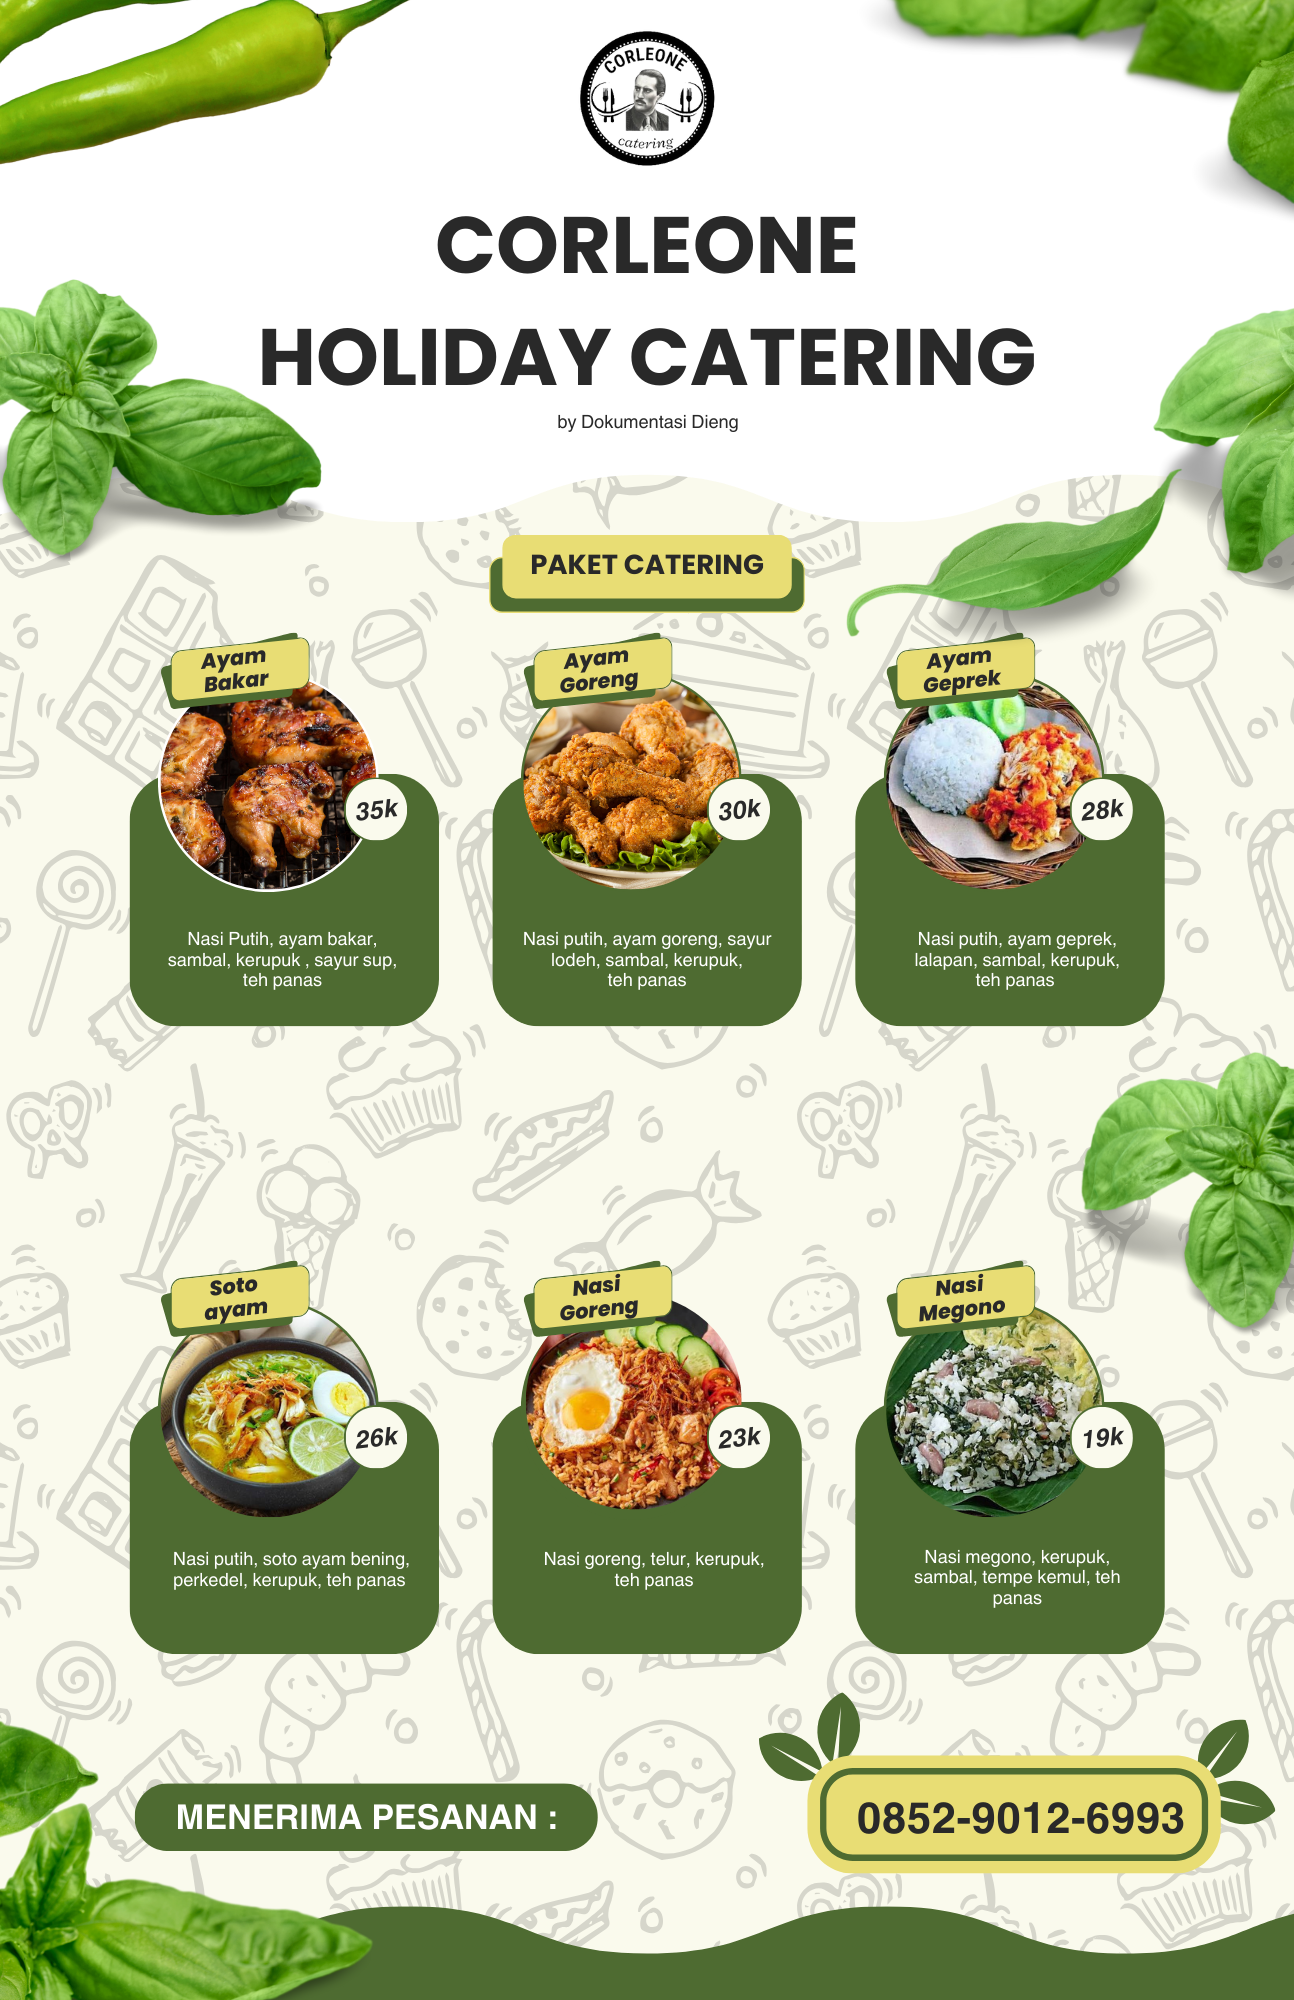 CORLEONE
catering
CORLEONE
HOLIDAY CATERING
by Dokumentasi Dieng
PAKET CATERING
Ayam
Bakar
35k
Nasi Putih, ayam bakar,
sambal, kerupuk , sayur sup,
teh panas
Ayam
Goreng
30k
Nasi putih, ayam goreng, sayur
lodeh, sambal, kerupuk,
teh panas
Ayam
Geprek
28k
Nasi putih, ayam geprek,
lalapan, sambal, kerupuk,
teh panas
Soto
ayam
26k
Nasi putih, soto ayam bening,
perkedel, kerupuk, teh panas
Nasi
Goreng
23k
Nasi goreng, telur, kerupuk,
teh panas
Nasi
Megono
19k
Nasi megono, kerupuk,
sambal, tempe kemul, teh
panas
MENERIMA PESANAN :
0852-9012-6993